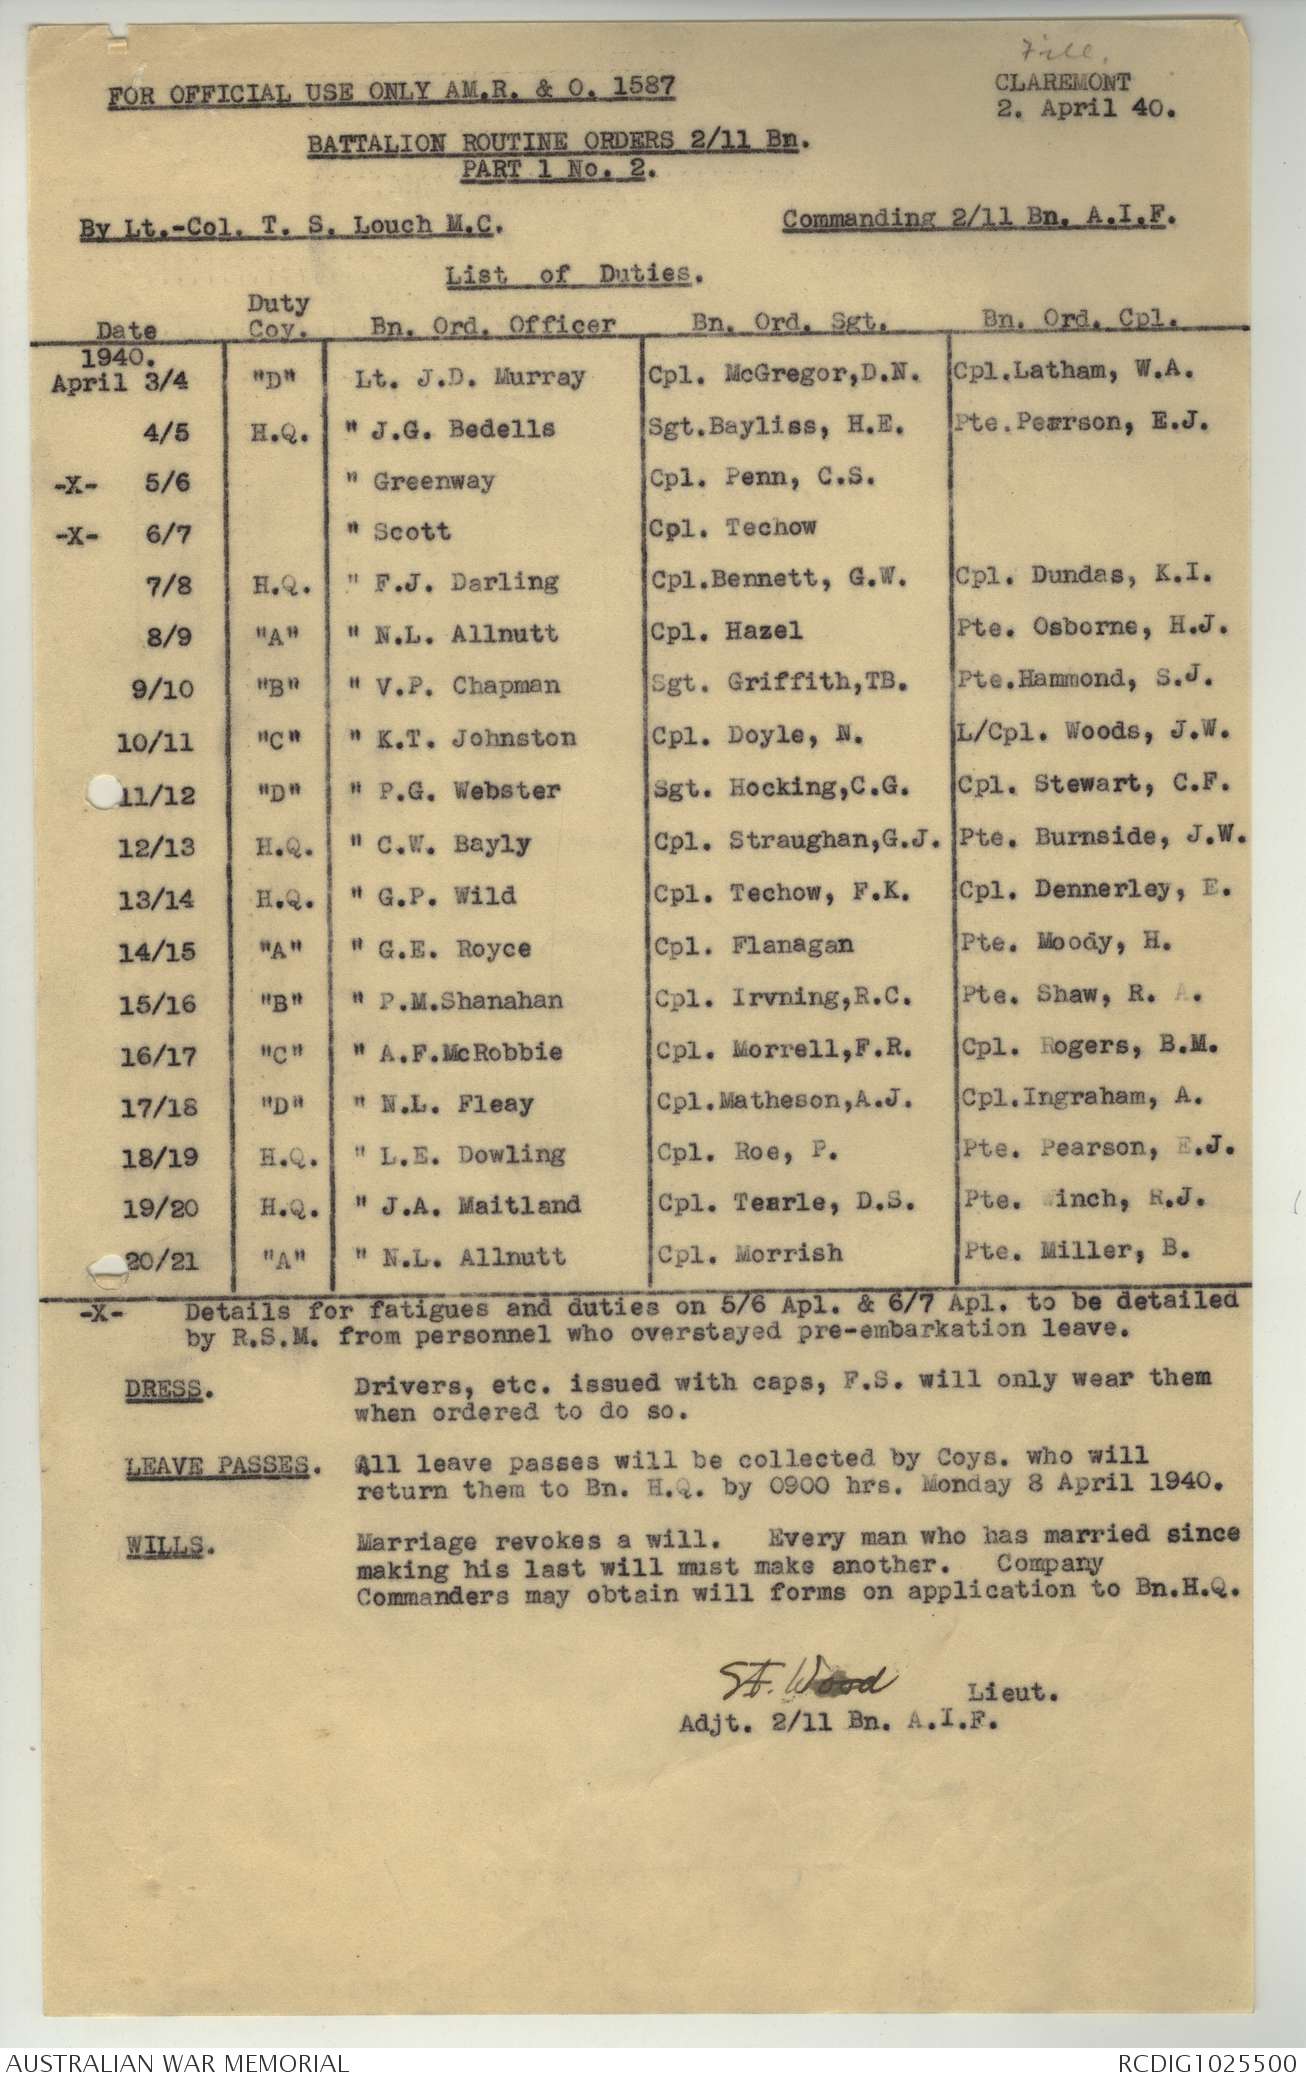 File.
FOR OFFICIAL USE ONLY AM.R. & O. 1587
CLAREMONT
2. April 40.
BATTALION ROUTINE ORDERS 2/11 Bn.
PART 1 No. 2.
By Lt.-Col. T. S. Louch M.C. Commanding 2/11 Bn. A.I.F.
List of Duties.
Date Duty Coy. Bn. Ord. Officer Bn. Ord. Sgt. Bn. Ord. Cpl.
1940.
April 3/4 "D" Lt. J.D. Murray Cpl. McGregor,D.N. Cpl.Latham, W.A.
4/5 H.Q. " J.G. Bedells Sgt.Bayliss, H.E. Pte.Pearson, E.J.
-X- 5/6 " Greenway Cpl. Penn, C.S.
-X- 6/7 " Scott Cpl. Techow
7/8 H.Q. " F.J. Darling Cpl.Bennett, G.W. Cpl. Dundas, K.I.
8/9 "A" " N.L. Allnutt Cpl. Hazel Pte. Osborne, H.J.
9/10 "B" " V.P. Chapman Sgt. Griffith,TB. Pte.Hammond, S.J.
10/11 "C" " K.T. Johnston Cpl. Doyle, N. L/Cpl. Woods, J.W.
11/12 "D" " P.G. Webster Sgt. Hocking,C.G. Cpl. Stewart, C.F.
12/13 H.Q. " C.W. Bayly Cpl. Straughan,G.J. Pte. Burnside, J.W.
13/14 H.Q. " G.P. Wild Cpl. Techow, F.K. Cpl. Dennerley, E.
14/15 "A" " G.E. Royce Cpl. Flanagan Pte. Moody, H.
15/16 "B" " P.M.Shanahan Cpl. Irvning,R.C. Pte. Shaw, R. A.
16/17 "C" " A.F.McRobbie Cpl. Morrell,F.R. Cpl. Rogers, B.M.
17/18 "D" " N.L. Fleay Cpl.Matheson,A.J. Cpl.Ingraham, A.
18/19 H.Q. " L.E. Dowling Cpl. Roe, P. Pte. Pearson, E.J.
19/20 H.Q. " J.A. Maitland Cpl. Tearle, D.S. Pte. Winch, R.J.
20/21 "A" " N.L. Allnutt Cpl. Morrish Pte. Miller, B.
-X- Details for fatigues and duties on 5/6 Apl. & 6/7 Apl. to be detailed
by R.S.M. from personnel who overstayed pre-embarkation leave.
DRESS. Drivers, etc. issued with caps, F.S. will only wear them
when ordered to do so.
LEAVE PASSES. All leave passes will be collected by Coys. who will
return them to Bn. H.Q. by 0900 hrs. Monday 8 April 1940.
WILLS. Marriage revokes a will. Every man who has married since
making his last will must make another. Company
Commanders may obtain will forms on application to Bn.H.Q.
Wood Lieut.
Adjt. 2/11 Bn. A.I.F.
AUSTRALIAN WAR MEMORIAL RCDIG1025500